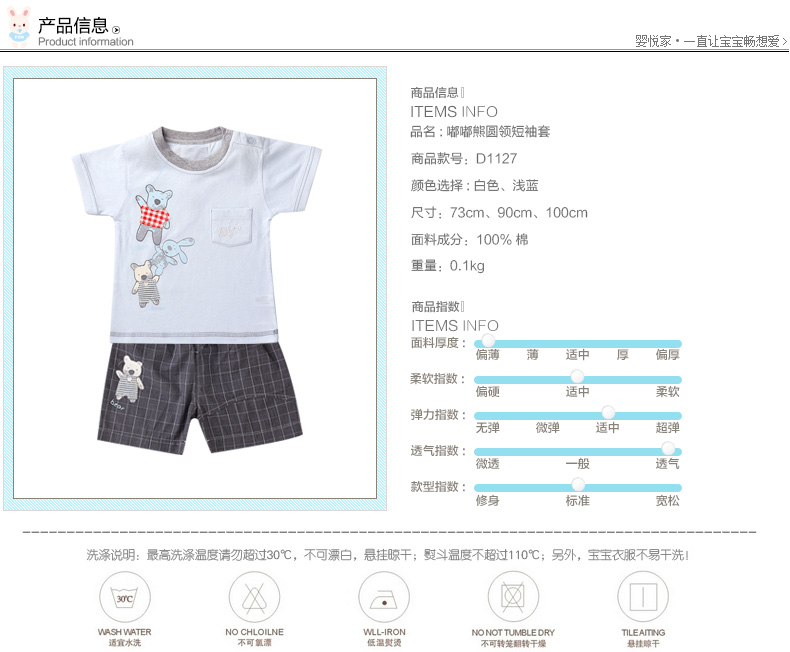 产品信息
Product information
婴悦家•一直让宝宝畅想爱
商品信息
ITEMS INFO
品名：嘟嘟熊圆领短袖套
商品款号：D1127
颜色选择：白色、浅蓝
尺寸：73cm、90cm、100cm
面料成分：100% 棉
重量：0.1kg
商品指数
ITEMS INFO
面料厚度：
偏薄 薄 适中 厚 偏厚
柔软指数：
偏硬 适中 柔软
弹力指数：
无弹 微弹 适中 超弹
透气指数：
微透 一般 透气
款型指数：
修身 标准 宽松
洗涤说明：最高洗涤温度请勿超过30℃，不可漂白，悬挂晾干；熨斗温度不超过110℃；另外，宝宝衣服不易干洗！
30℃
WASH WATER
适宜水洗
NO CHLOILNE
不可氯漂
WLL-IRON
低温熨烫
NO NOT TUMBLE DRY
不可转笼翻转干燥
TILE AITING
悬挂晾干